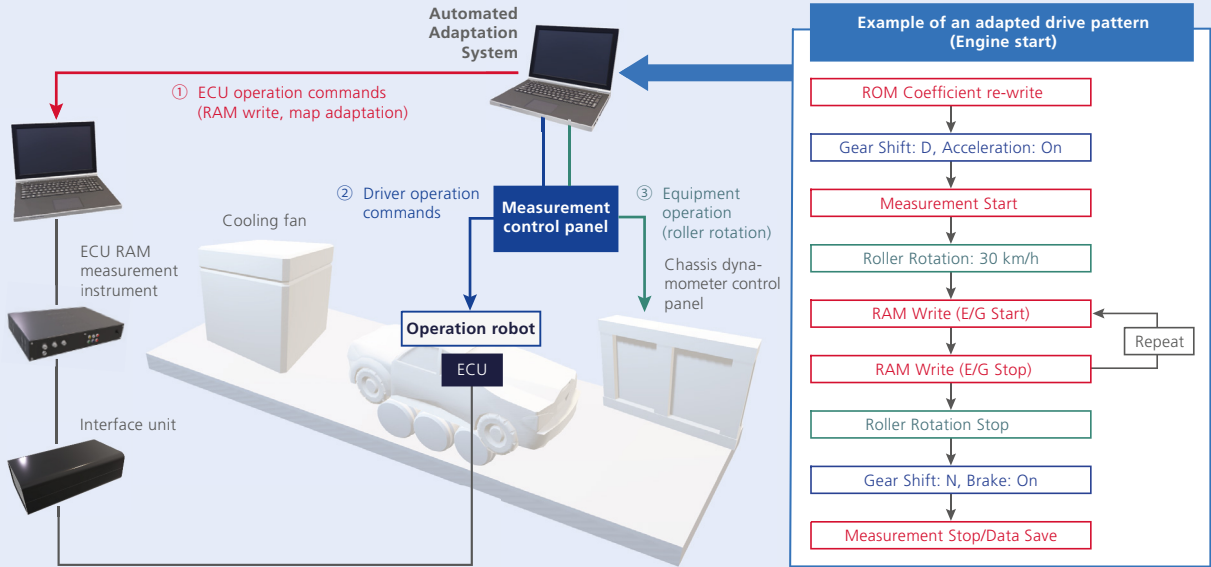 Automated
Adaptation
System
① ECU operation commands
(RAM write, map adaptation)
② Driver operation
commands
Measurement
control panel
③ Equipment
operation
(roller rotation)
Cooling fan
ECU RAM
measurement
instrument
Chassis dyna-
mometer control
panel
Operation robot
ECU
Interface unit
Example of an adapted drive pattern
(Engine start)
ROM Coefficient re-write
Gear Shift: D, Acceleration: On
Measurement Start
Roller Rotation: 30 km/h
RAM Write (E/G Start)
Repeat
RAM Write (E/G Stop)
Roller Rotation Stop
Gear Shift: N, Brake: On
Measurement Stop/Data Save